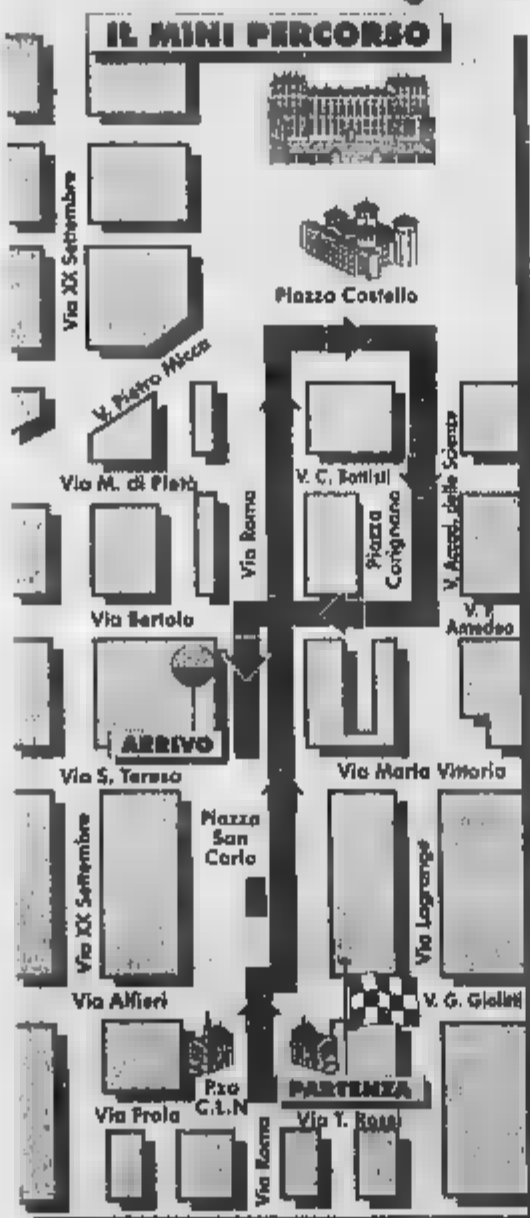 IL MINI PERCORSO
Via XX Settembre
Piazza Castello
V. Pietro Micca
Via M. di Pietà
V. C. Battisti
Via Roma
Piazza
Carignano
V. Accad. delle Scienze
Via Bertola
V. P.
Amedeo
ARRIVO
Via S. Teresa
Via Maria Vittoria
Piazza
San
Carlo
Via XX Settembre
Via Lagrange
Via Alfieri
V. G. Giolitti
P.za
C.L.N
PARTENZA
Via Prola
Via T. Rossi
Via Roma